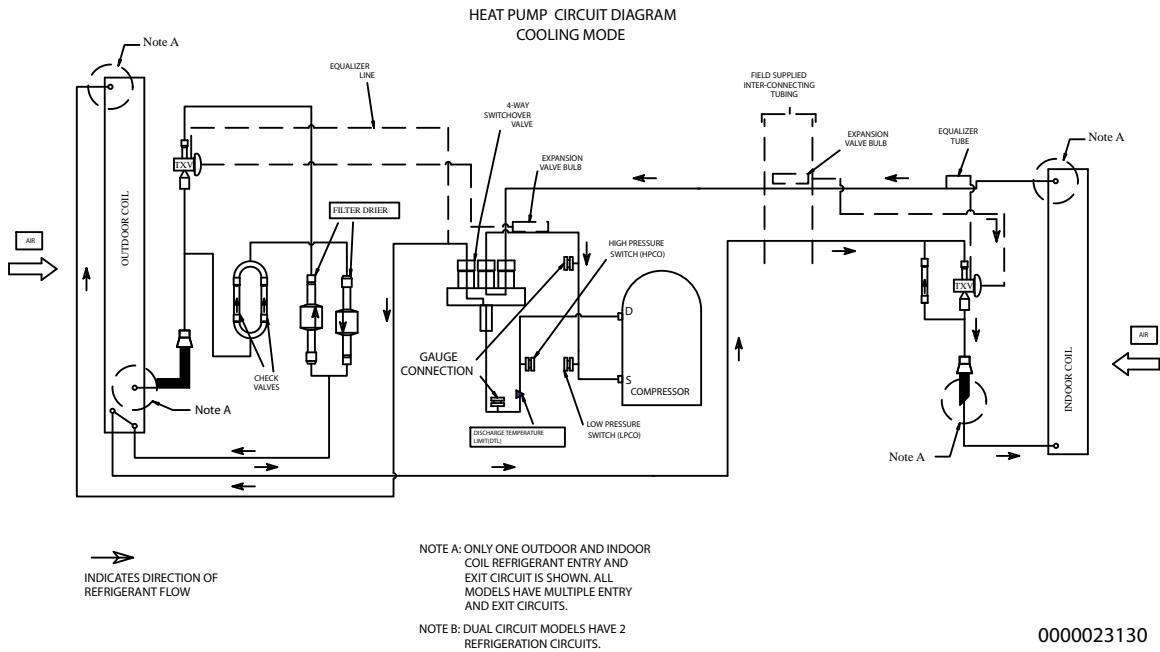 HEAT PUMP CIRCUIT DIAGRAM
COOLING MODE
Note A
EQUALIZER
LINE
4-WAY
SWITCHOVER
VALVE
FIELD SUPPLIED
INTER-CONNECTING
TUBING
EXPANSION
VALVE BULB
EXPANSION
VALVE BULB
EQUALIZER
TUBE
Note A
TXV
FILTER DRIER
OUTDOOR COIL
AIR
HIGH PRESSURE
SWITCH (HPCO)
TXV
D
GAUGE
CONNECTION
S
COMPRESSOR
CHECK
VALVES
Note A
DISCHARGE TEMPERATURE
LIMIT(DTL)
LOW PRESSURE
SWITCH (LPCO)
AIR
INDOOR COIL
Note A
INDICATES DIRECTION OF
REFRIGERANT FLOW
NOTE A: ONLY ONE OUTDOOR AND INDOOR
COIL REFRIGERANT ENTRY AND
EXIT CIRCUIT IS SHOWN. ALL
MODELS HAVE MULTIPLE ENTRY
AND EXIT CIRCUITS.
NOTE B: DUAL CIRCUIT MODELS HAVE 2
REFRIGERATION CIRCUITS.
0000023130